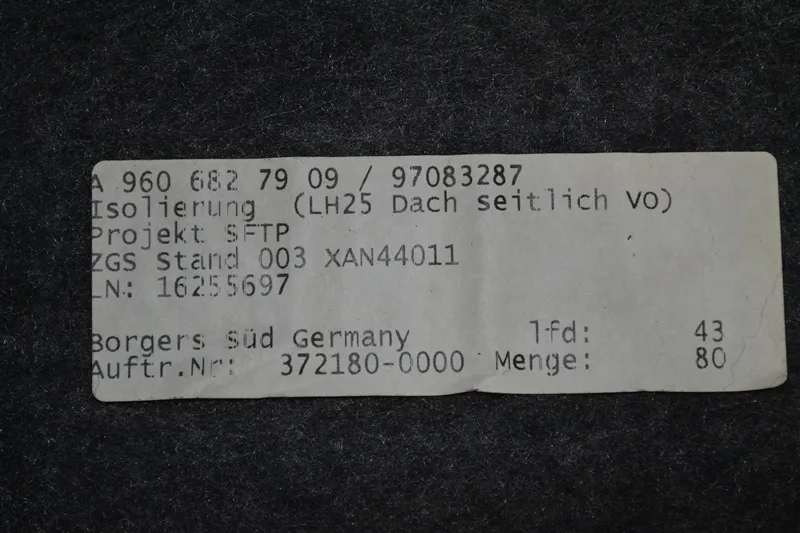 A 960 682 79 09 / 97083287
Isolierung (LH25 Dach seitlich VO)
Projekt SFTP
ZGS Stand 003 XAN44011
LN: 16255697
Borgers Süd Germany lfd: 43
Auftr.Nr: 372180-0000 Menge: 80